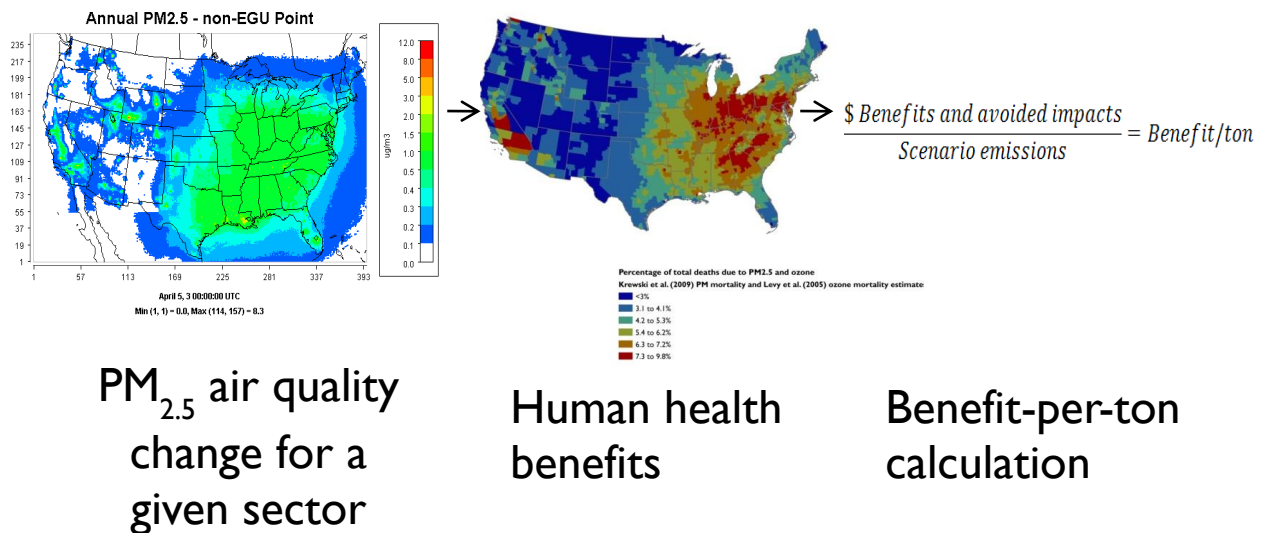 Annual PM2.5 - non-EGU Point
235
217
199
181
163
145
127
109
91
73
55
37
19
1
1 57 113 169 225 281 337 393
12.0
8.0
5.0
3.0
2.0
1.5
1.0
0.5
0.4
0.3
0.2
0.1
0.0
ug/m3
April 5, 3 00:00:00 UTC
Min (1, 1) = 0.0, Max (114, 157) = 8.3
Percentage of total deaths due to PM2.5 and ozone
Krewski et al. (2009) PM mortality and Levy et al. (2005) ozone mortality estimate
<3%
3.1 to 4.1%
4.2 to 5.3%
5.4 to 6.2%
6.3 to 7.2%
7.3 to 9.8%
$ Benefits and avoided impacts
Scenario emissions
= Benefit/ton
PM2.5 air quality
change for a
given sector
Human health
benefits
Benefit-per-ton
calculation